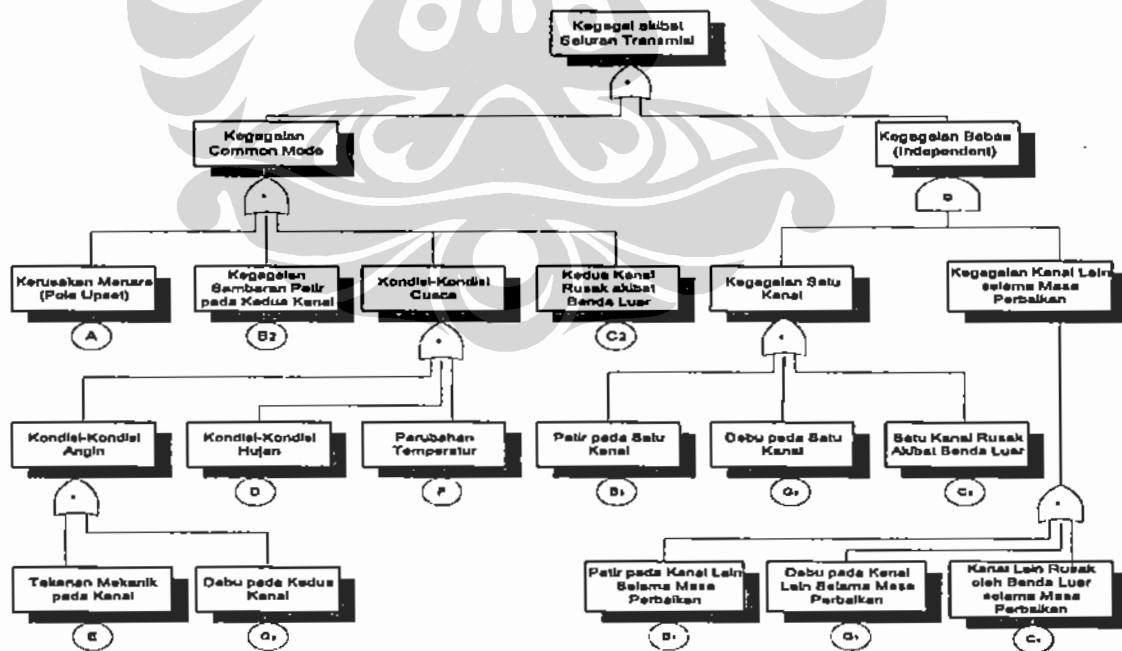 Kegagal akibat
Saluran Transmisi
Kegagalan
Common Mode
Kegagalan Bebas
(Independent)
Kerusakan Menara
(Pole Upset)
Kegagalan
Sambaran Petir
pada Kedua Kanal
Kondisi-Kondisi
Cuaca
Kedua Kanal
Rusak akibat
Benda Luar
Kegagalan Satu
Kanal
Kegagalan Kanal Lain
selama Masa
Perbaikan
A
B2
C2
Kondisi-Kondisi
Angin
Kondisi-Kondisi
Hujan
Perubahan
Temperatur
Petir pada Satu
Kanal
Debu pada Satu
Kanal
Satu Kanal Rusak
Akibat Benda Luar
D
F
B1
C1
Tekanan Mekanik
pada Kanal
Debu pada Kedua
Kanal
Petir pada Kanal Lain
Selama Masa
Perbaikan
Debu pada Kanal
Lain Selama Masa
Perbaikan
Kanal Lain Rusak
oleh Benda Luar
selama Masa
Perbaikan
E
G2
B1
G1
C1